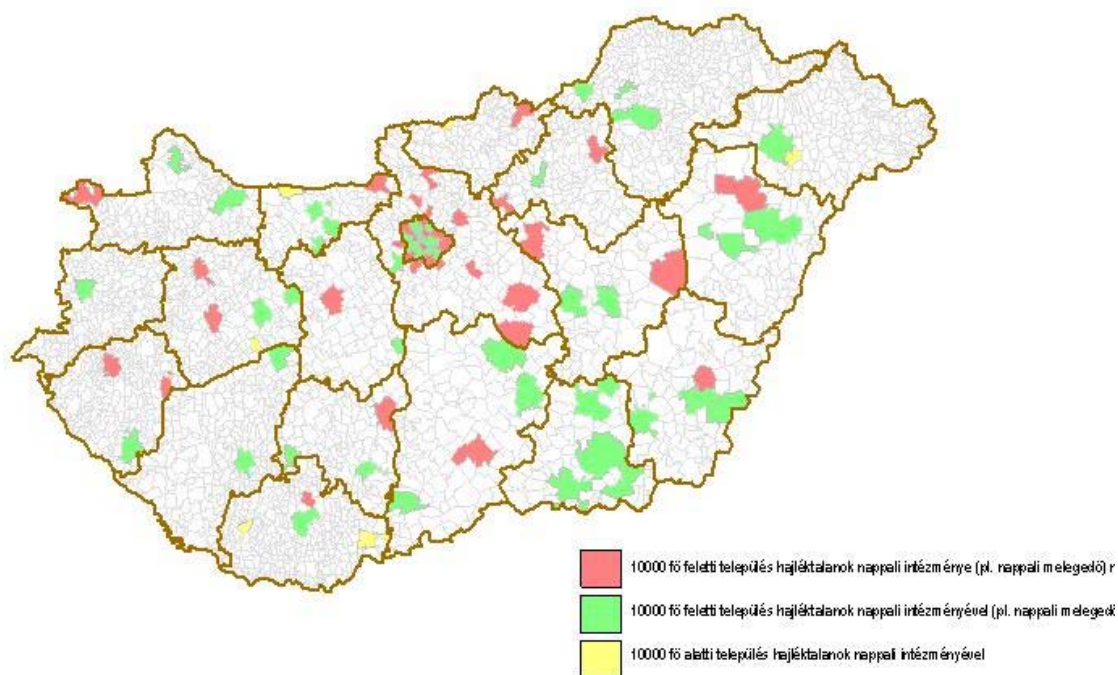 10000 fő feletti település hajléktalanok nappali intézménye (pl. nappali melegedő) n
10000 fő feletti település hajléktalanok nappali intézményével (pl. nappali melegedő
10000 fő alatti település hajléktalanok nappali intézményével